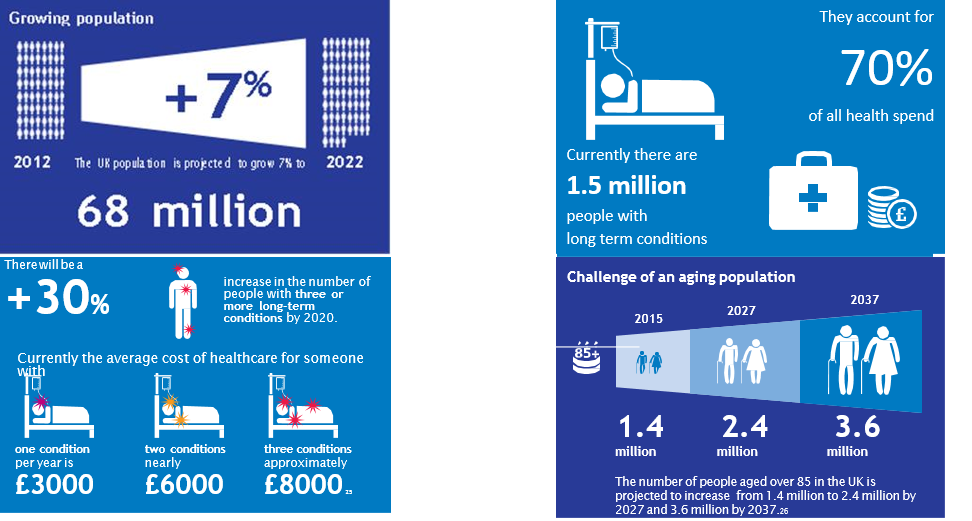 Growing population
+7%
2012
The UK population is projected to grow 7% to
2022
68 million
They account for
70%
of all health spend
Currently there are
1.5 million
people with
long term conditions
£
There will be a
+30%
increase in the number of
people with three or
more long-term
conditions by 2020.
Currently the average cost of healthcare for someone
with
one condition
per year is
£3000
two conditions
nearly
£6000
three conditions
approximately
£8000
25
Challenge of an aging population
2015
2027
2037
85+
1.4
million
2.4
million
3.6
million
The number of people aged over 85 in the UK is
projected to increase from 1.4 million to 2.4 million by
2027 and 3.6 million by 2037.26